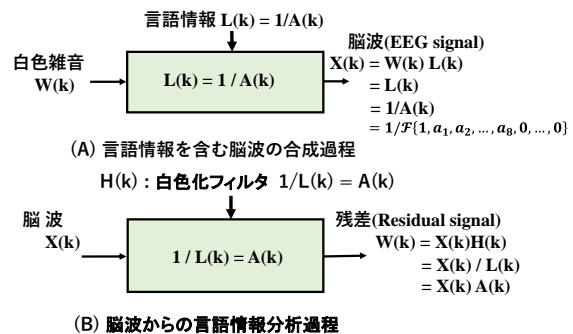 言語情報 L(k) = 1/A(k)
白色雑音
W(k)
L(k) = 1 / A(k)
脳波(EEG signal)
X(k) = W(k) L(k)
= L(k)
= 1/A(k)
= 1/ℱ{1, a₁, a₂, ..., a₈, 0, ..., 0}
(A) 言語情報を含む脳波の合成過程
H(k) : 白色化フィルタ 1/L(k) = A(k)
脳 波
X(k)
1 / L(k) = A(k)
残差(Residual signal)
W(k) = X(k)H(k)
= X(k) / L(k)
= X(k) A(k)
(B) 脳波からの言語情報分析過程